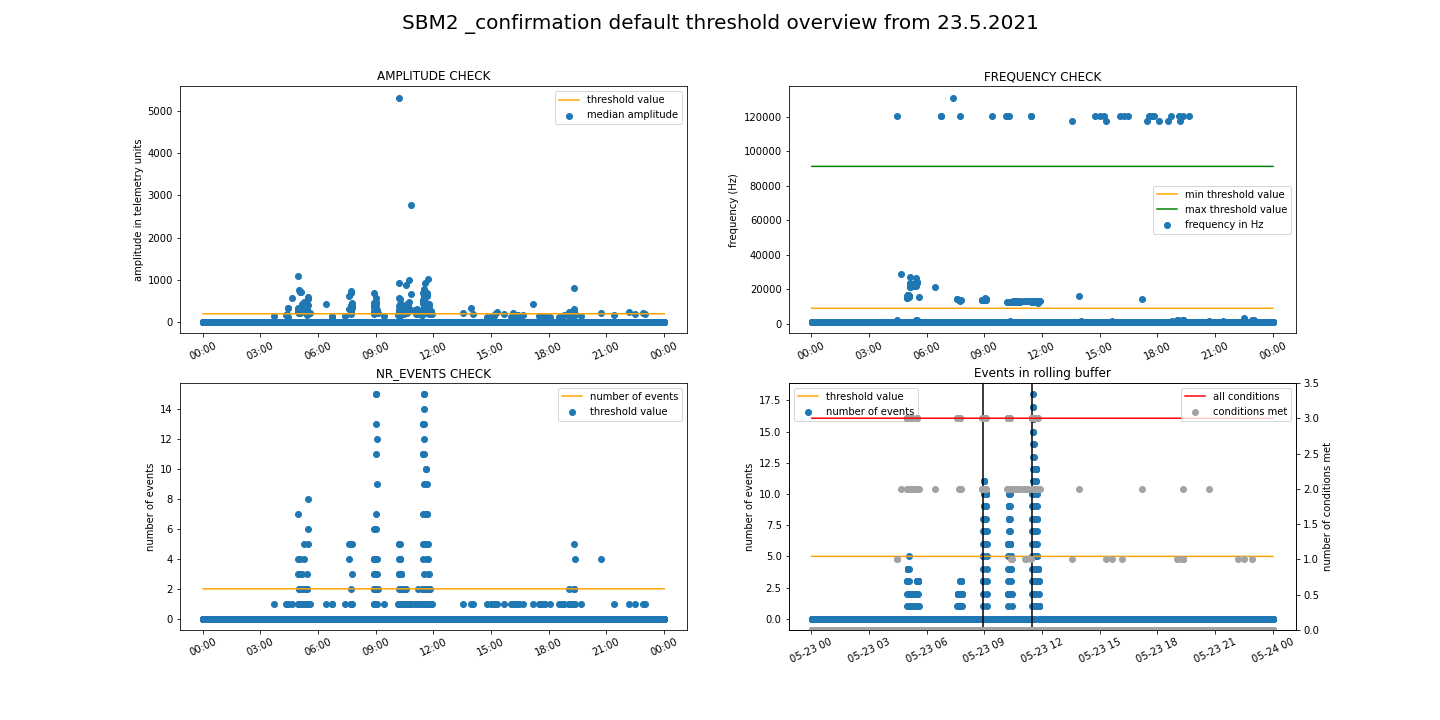 SBM2 _confirmation default threshold overview from 23.5.2021
AMPLITUDE CHECK
amplitude in telemetry units
5000
4000
3000
2000
1000
0
threshold value
median amplitude
00:00 03:00 06:00 09:00 12:00 15:00 18:00 21:00 00:00
FREQUENCY CHECK
frequency (Hz)
120000
100000
80000
60000
40000
20000
0
min threshold value
max threshold value
frequency in Hz
00:00 03:00 06:00 09:00 12:00 15:00 18:00 21:00 00:00
NR_EVENTS CHECK
number of events
14
12
10
8
6
4
2
0
number of events
threshold value
00:00 03:00 06:00 09:00 12:00 15:00 18:00 21:00 00:00
Events in rolling buffer
number of events
17.5
15.0
12.5
10.0
7.5
5.0
2.5
0.0
threshold value
number of events
all conditions
conditions met
3.5
3.0
2.5
2.0
1.5
1.0
0.5
0.0
number of conditions met
05-23 00 05-23 03 05-23 06 05-23 09 05-23 12 05-23 15 05-23 18 05-23 21 05-24 00